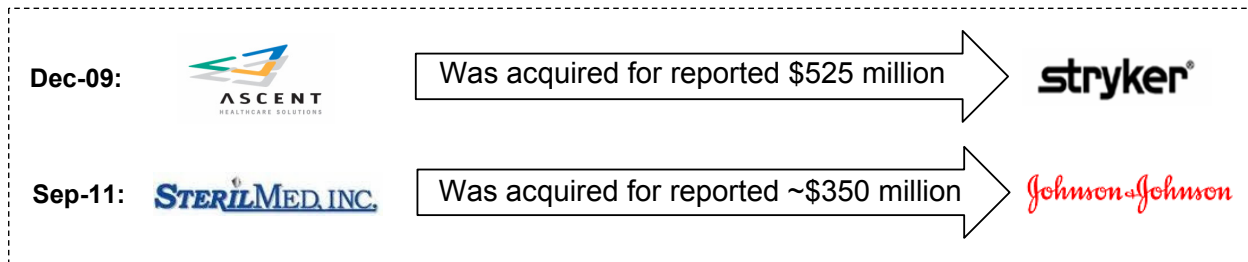 Dec-09:
ASCENT
HEALTHCARE SOLUTIONS
Was acquired for reported $525 million
stryker®
Sep-11:
STERILMED, INC.
Was acquired for reported ~$350 million
Johnson & Johnson